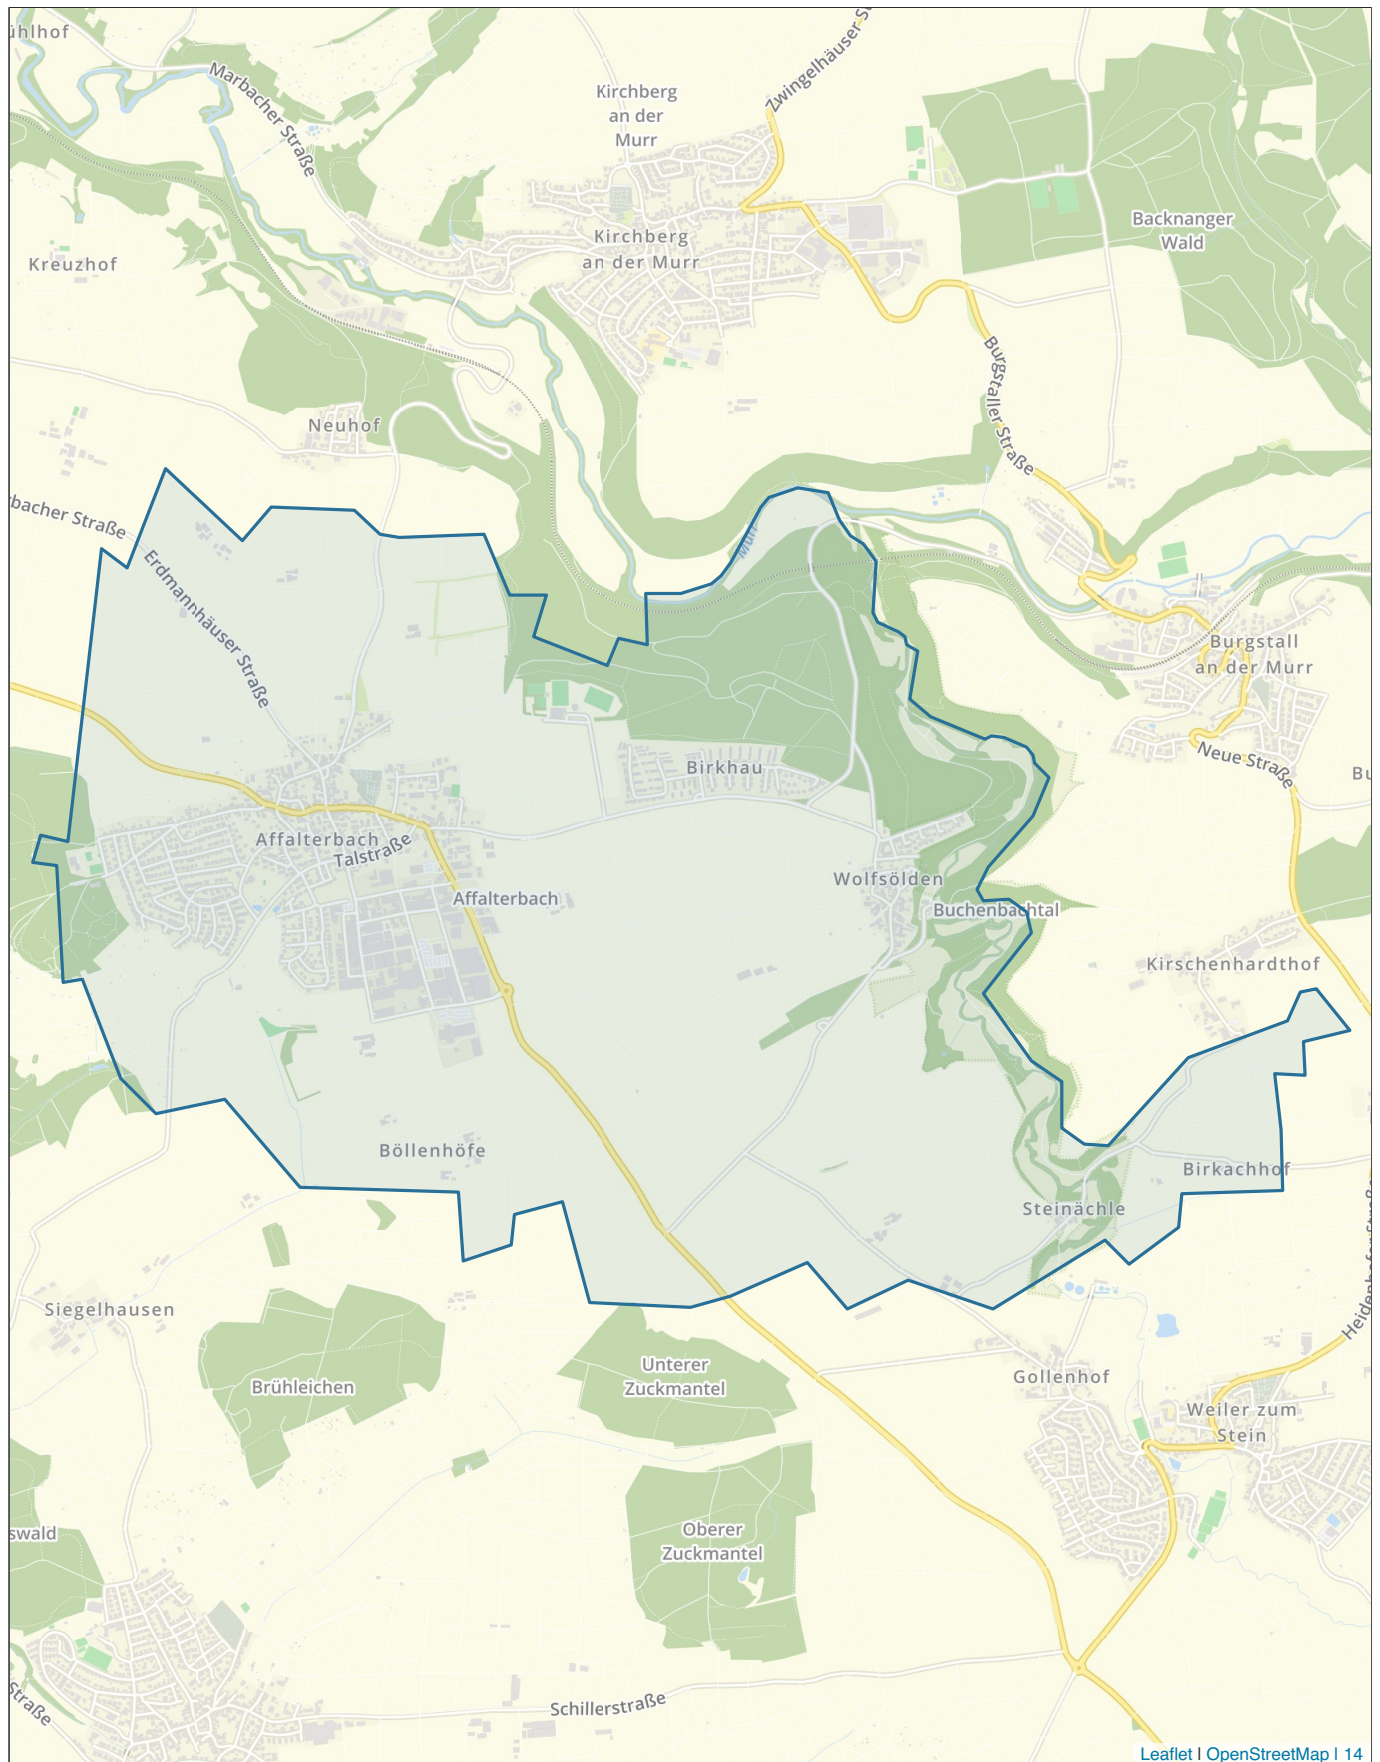 ühlhof
Marbacher Straße
Zwingelhäuser S
Kirchberg
an der
Murr
Backnanger
Wald
Kirchberg
an der Murr
Kreuzhof
Burgstaller Straße
Neuhof
rbacher Straße
Murr
Erdmannhäuser Straße
Burgstall
an der Murr
Neue Straße
Birkhau
Bu
Affalterbach
Talstraße
Wolfsölden
Affalterbach
Buchenbachtal
Kirschenhardthof
Böllenhöfe
Birkachhof
Steinächle
Siegelhausen
Heidenhofer Straße
Unterer
Zuckmantel
Gollenhof
Brühleichen
Weiler zum
Stein
swald
Oberer
Zuckmantel
Straße
Schillerstraße
Leaflet | OpenStreetMap | 14